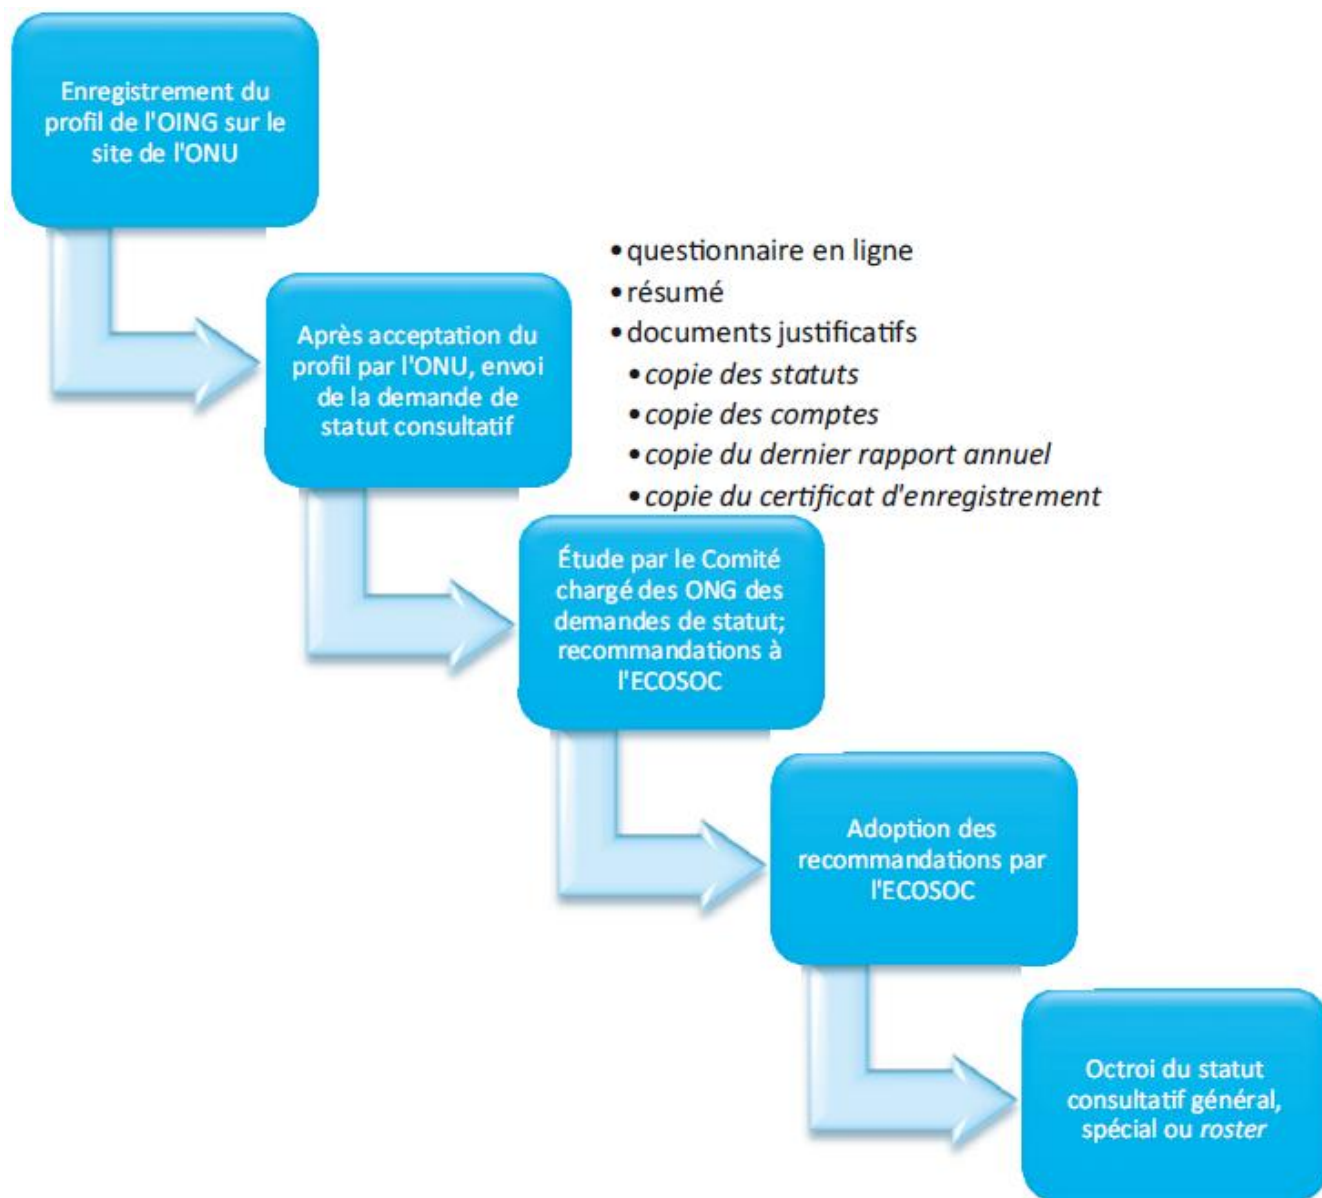 Enregistrement du
profil de l'OING sur le
site de l'ONU
Après acceptation du
profil par l'ONU, envoi
de la demande de
statut consultatif
•questionnaire en ligne
•résumé
•documents justificatifs
•copie des statuts
•copie des comptes
•copie du dernier rapport annuel
•copie du certificat d'enregistrement
Étude par le Comité
chargé des ONG des
demandes de statut;
recommandations à
l'ECOSOC
Adoption des
recommandations par
l'ECOSOC
Octroi du statut
consultatif général,
spécial ou roster